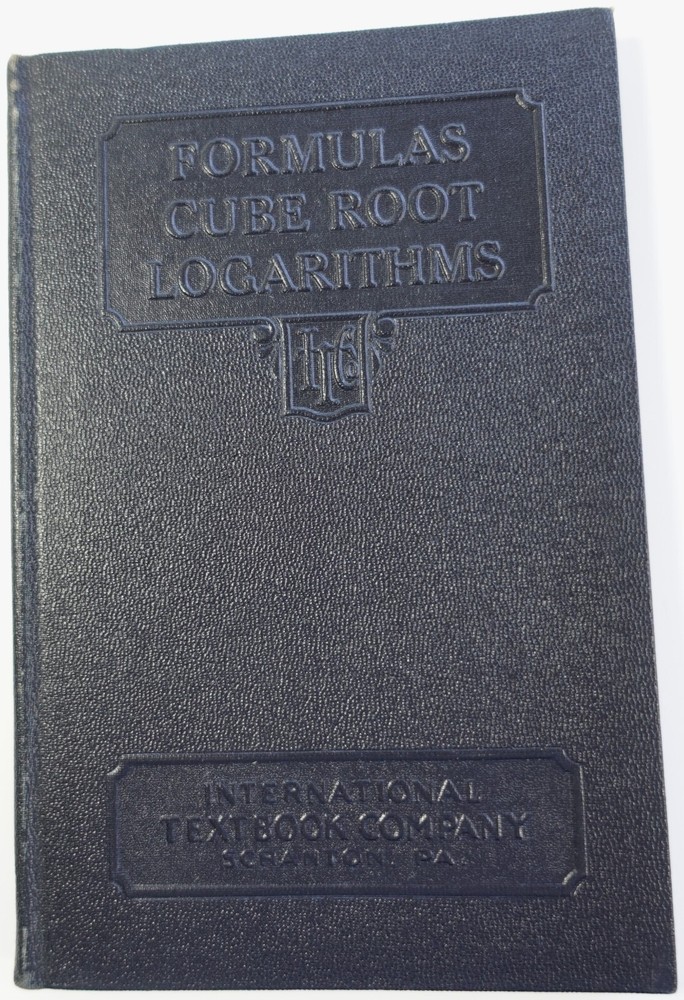 FORMULAS
CUBE ROOT
LOGARITHMS
ITC
INTERNATIONAL
TEXTBOOK COMPANY
SCRANTON, PA.